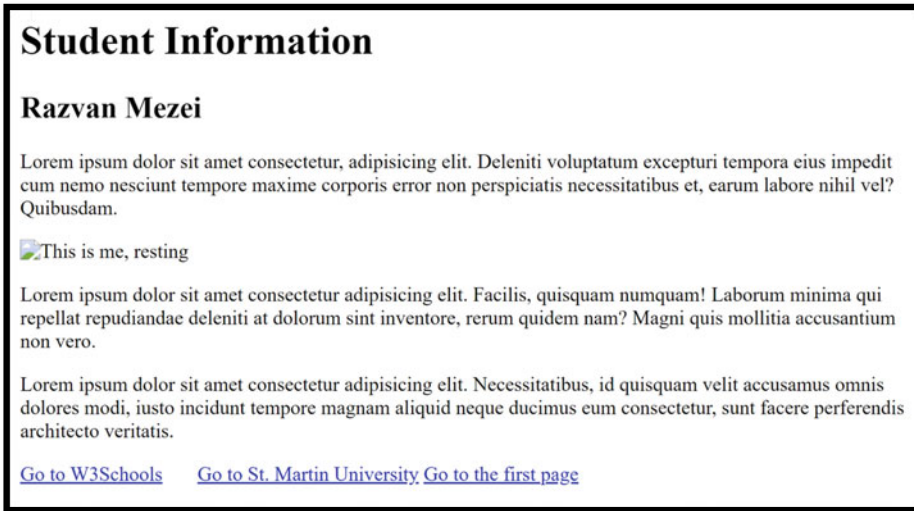 Student Information
Razvan Mezei
Lorem ipsum dolor sit amet consectetur, adipisicing elit. Deleniti voluptatum excepturi tempora eius impedit
cum nemo nesciunt tempore maxime corporis error non perspiciatis necessitatibus et, earum labore nihil vel?
Quibusdam.
This is me, resting
Lorem ipsum dolor sit amet consectetur adipisicing elit. Facilis, quisquam numquam! Laborum minima qui
repellat repudiandae deleniti at dolorum sint inventore, rerum quidem nam? Magni quis mollitia accusantium
non vero.
Lorem ipsum dolor sit amet consectetur adipisicing elit. Necessitatibus, id quisquam velit accusamus omnis
dolores modi, iusto incidunt tempore magnam aliquid neque ducimus eum consectetur, sunt facere perferendis
architecto veritatis.
Go to W3Schools Go to St. Martin University Go to the first page